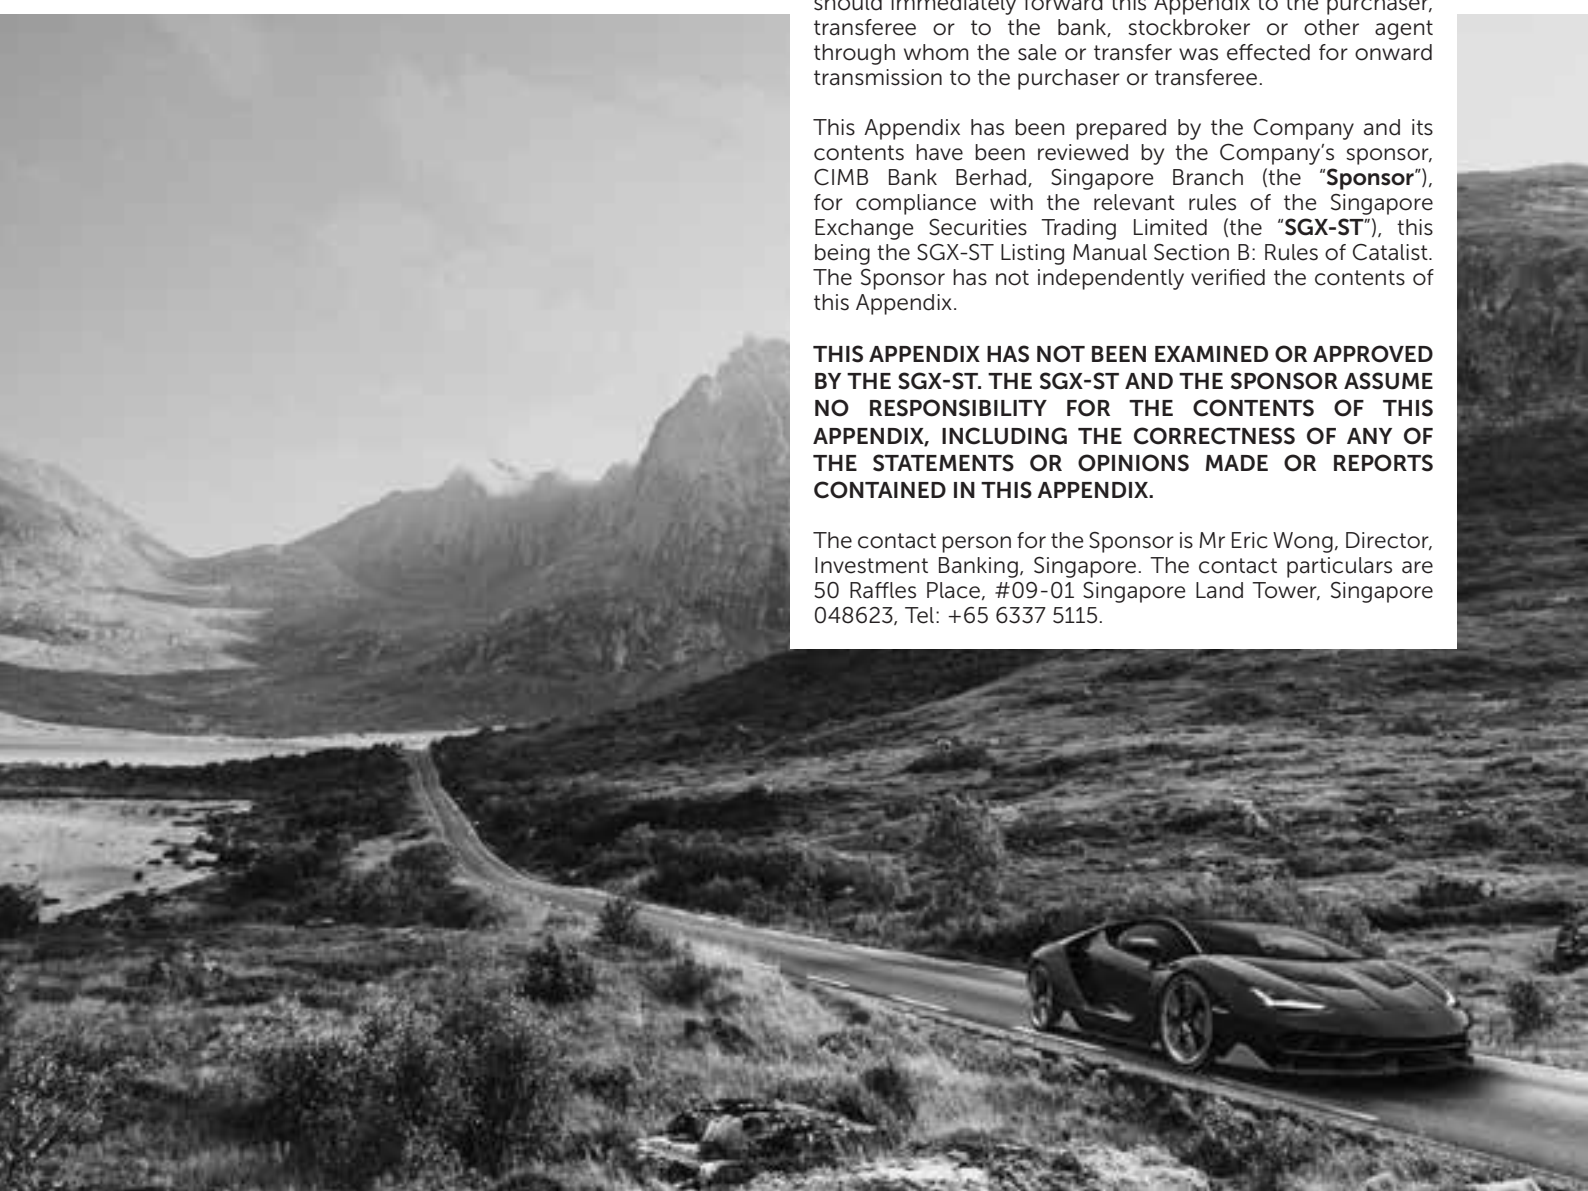 should immediately forward this Appendix to the purchaser,
transferee or to the bank, stockbroker or other agent
through whom the sale or transfer was effected for onward
transmission to the purchaser or transferee.
This Appendix has been prepared by the Company and its
contents have been reviewed by the Company's sponsor,
CIMB Bank Berhad, Singapore Branch (the “Sponsor”),
for compliance with the relevant rules of the Singapore
Exchange Securities Trading Limited (the “SGX-ST”), this
being the SGX-ST Listing Manual Section B: Rules of Catalist.
The Sponsor has not independently verified the contents of
this Appendix.
THIS APPENDIX HAS NOT BEEN EXAMINED OR APPROVED
BY THE SGX-ST. THE SGX-ST AND THE SPONSOR ASSUME
NO RESPONSIBILITY FOR THE CONTENTS OF THIS
APPENDIX, INCLUDING THE CORRECTNESS OF ANY OF
THE STATEMENTS OR OPINIONS MADE OR REPORTS
CONTAINED IN THIS APPENDIX.
The contact person for the Sponsor is Mr Eric Wong, Director,
Investment Banking, Singapore. The contact particulars are
50 Raffles Place, #09-01 Singapore Land Tower, Singapore
048623, Tel: +65 6337 5115.